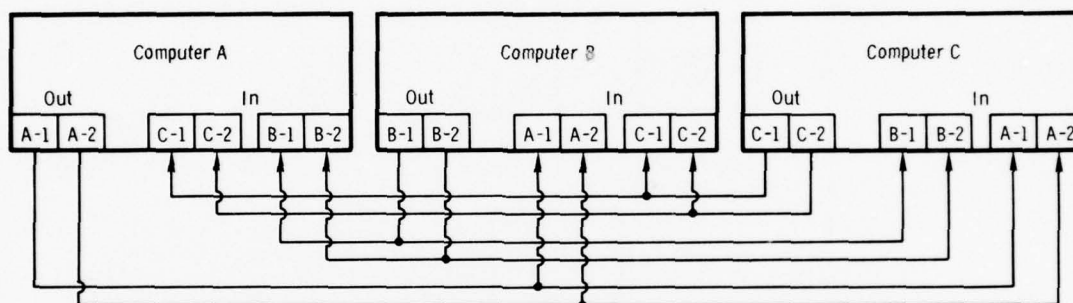 Computer A Computer B Computer C
Out In Out In Out In
A-1 A-2 C-1 C-2 B-1 B-2 B-1 B-2 A-1 A-2 C-1 C-2 C-1 C-2 B-1 B-2 A-1 A-2